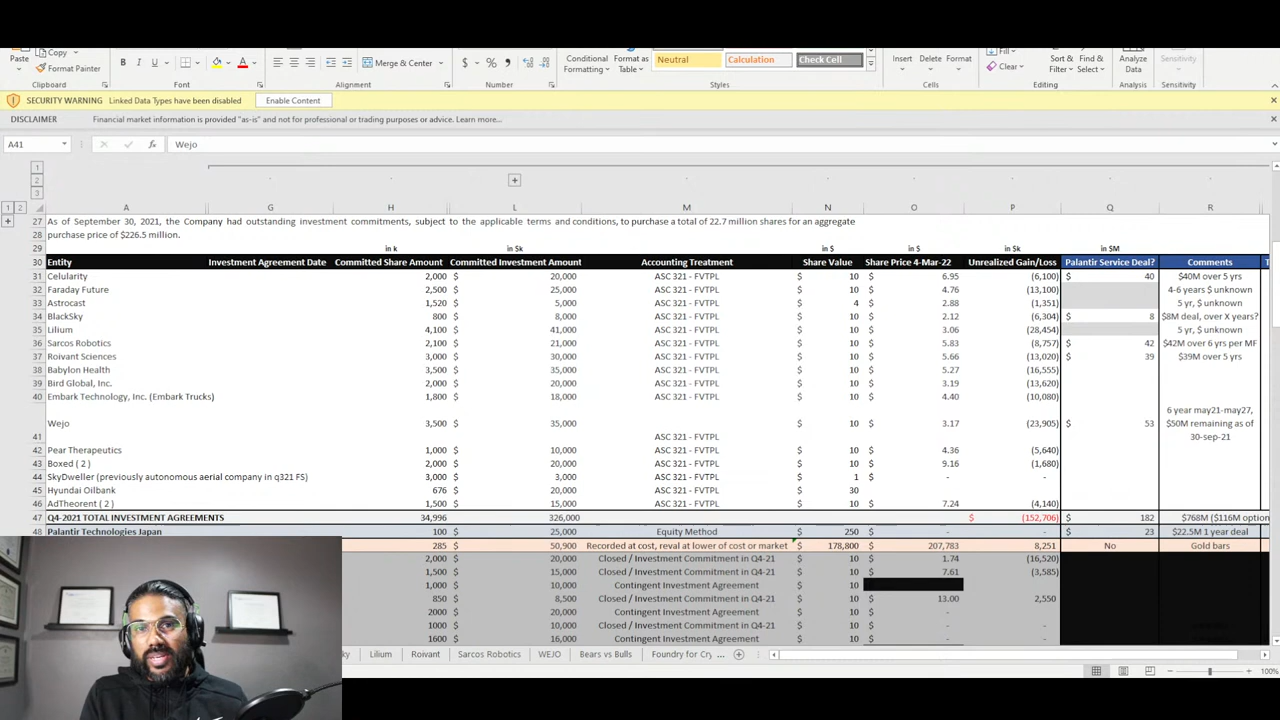 Copy
Paste
Format Painter
Clipboard
B I U A
Font
Merge & Center
Alignment
$ % 9
Number
Conditional Formatting
Format as Table
Neutral
Calculation
Check Cell
Styles
Insert Delete Format
Cells
Fill
Clear
Sort & Filter
Find & Select
Editing
Analyze Data
Analysis
Sensitivity
Sensitivity
SECURITY WARNING Linked Data Types have been disabled Enable Content
DISCLAIMER Financial market information is provided "as-is" and not for professional or trading purposes or advice. Learn more...
A41 fx Wejo
1
2
3
1 2
A G H L M N O P Q R
27 As of September 30, 2021, the Company had outstanding investment commitments, subject to the applicable terms and conditions, to purchase a total of 22.7 million shares for an aggregate
28 purchase price of $226.5 million.
29 in k in $k in $ in $ in $k in $M
30 Entity Investment Agreement Date Committed Share Amount Committed Investment Amount Accounting Treatment Share Value Share Price 4-Mar-22 Unrealized Gain/Loss Palantir Service Deal? Comments
31 Celularity 2,000 $ 20,000 ASC 321 - FVTPL $ 10 $ 6.95 (6,100) $ 40 $40M over 5 yrs
32 Faraday Future 2,500 $ 25,000 ASC 321 - FVTPL $ 10 $ 4.76 (13,100) 4-6 years $ unknown
33 Astrocast 1,520 $ 5,000 ASC 321 - FVTPL $ 4 $ 2.88 (1,351) 5 yr, $ unknown
34 BlackSky 800 $ 8,000 ASC 321 - FVTPL $ 10 $ 2.12 (6,304) $ 8 $8M deal, over X years?
35 Lilium 4,100 $ 41,000 ASC 321 - FVTPL $ 10 $ 3.06 (28,454) 5 yr, $ unknown
36 Sarcos Robotics 2,100 $ 21,000 ASC 321 - FVTPL $ 10 $ 5.83 (8,757) $ 42 $42M over 6 yrs per MF
37 Roivant Sciences 3,000 $ 30,000 ASC 321 - FVTPL $ 10 $ 5.66 (13,020) $ 39 $39M over 5 yrs
38 Babylon Health 3,500 $ 35,000 ASC 321 - FVTPL $ 10 $ 5.27 (16,555)
39 Bird Global, Inc. 2,000 $ 20,000 ASC 321 - FVTPL $ 10 $ 3.19 (13,620)
40 Embark Technology, Inc. (Embark Trucks) 1,800 $ 18,000 ASC 321 - FVTPL $ 10 $ 4.40 (10,080)
6 year may21-may27,
Wejo 3,500 $ 35,000 $ 10 $ 3.17 (23,905) $ 53 $50M remaining as of
41 ASC 321 - FVTPL 30-sep-21
42 Pear Therapeutics 1,000 $ 10,000 ASC 321 - FVTPL $ 10 $ 4.36 (5,640)
43 Boxed ( 2 ) 2,000 $ 20,000 ASC 321 - FVTPL $ 10 $ 9.16 (1,680)
44 SkyDweller (previously autonomous aerial company in q321 FS) 3,000 $ 3,000 ASC 321 - FVTPL $ 1 $ - -
45 Hyundai Oilbank 676 $ 20,000 ASC 321 - FVTPL 30
46 AdTheorent ( 2 ) 1,500 $ 15,000 ASC 321 - FVTPL $ 10 $ 7.24 (4,140)
47 Q4-2021 TOTAL INVESTMENT AGREEMENTS 34,996 326,000 $ (152,706) $ 182 $768M ($116M option
48 Palantir Technologies Japan 100 $ 25,000 Equity Method $ 250 $ - - $ 23 $22.5M 1 year deal
285 $ 50,900 Recorded at cost, reval at lower of cost or market $ 178,800 $ 207,783 8,251 No Gold bars
2,000 $ 20,000 Closed / Investment Commitment in Q4-21 $ 10 $ 1.74 (16,520)
1,500 $ 15,000 Closed / Investment Commitment in Q4-21 $ 10 $ 7.61 (3,585)
1,000 $ 10,000 Contingent Investment Agreement $ 10
850 $ 8,500 Closed / Investment Commitment in Q4-21 $ 10 $ 13.00 2,550
2000 $ 20,000 Contingent Investment Agreement $ 10 $ -
1000 $ 10,000 Closed / Investment Commitment in Q4-21 $ 10 $ -
1600 $ 16,000 Contingent Investment Agreement $ 10 $ -
Lilium Roivant Sarcos Robotics WEJO Bears vs Bulls Foundry for Cry ...
100%